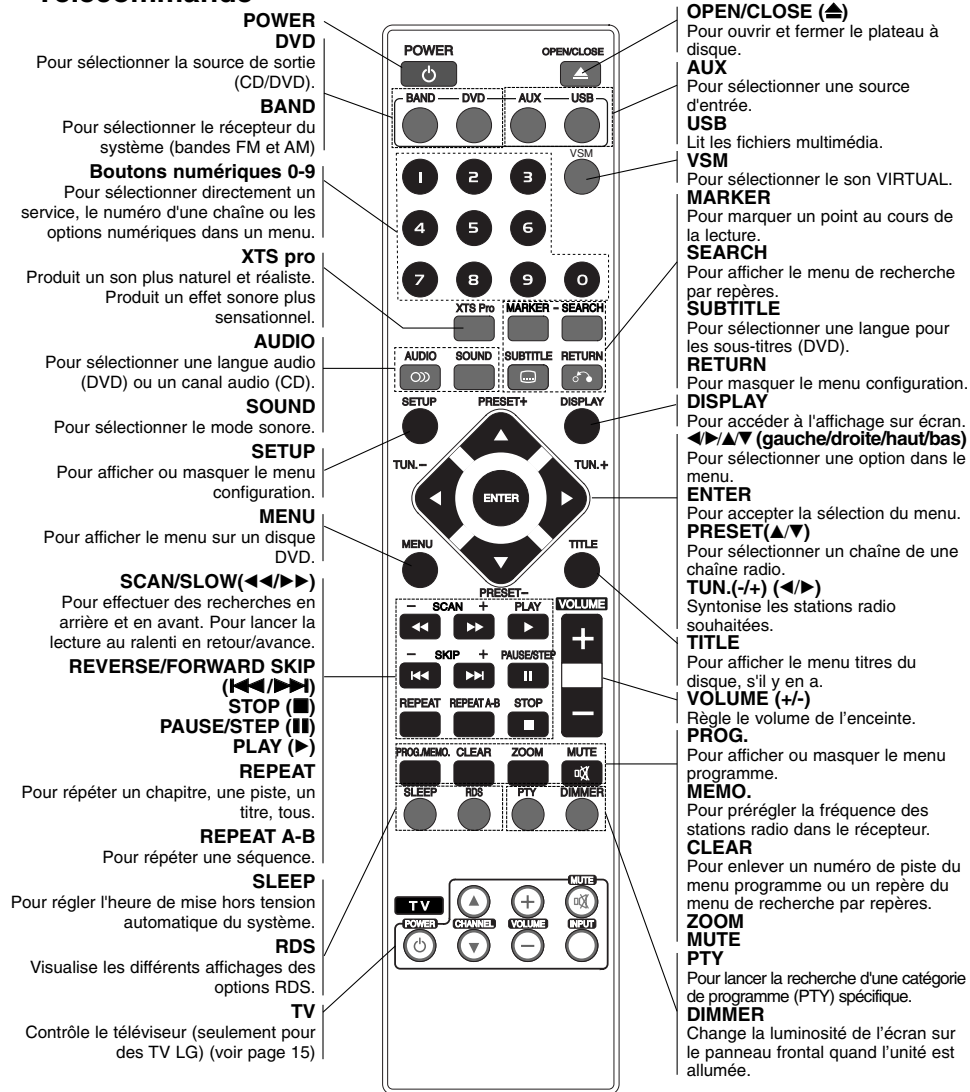 Télécommande
POWER
DVD
Pour sélectionner la source de sortie
(CD/DVD).
BAND
Pour sélectionner le récepteur du
système (bandes FM et AM)
Boutons numériques 0-9
Pour sélectionner directement un
service, le numéro d'une chaîne ou les
options numériques dans un menu.
XTS pro
Produit un son plus naturel et réaliste.
Produit un effet sonore plus
sensationnel.
AUDIO
Pour sélectionner une langue audio
(DVD) ou un canal audio (CD).
SOUND
Pour sélectionner le mode sonore.
SETUP
Pour afficher ou masquer le menu
configuration.
MENU
Pour afficher le menu sur un disque
DVD.
SCAN/SLOW(◀◀/▶▶)
Pour effectuer des recherches en
arrière et en avant. Pour lancer la
lecture au ralenti en retour/avance.
REVERSE/FORWARD SKIP
(|◀◀/▶▶|)
STOP (■)
PAUSE/STEP (❚❚)
PLAY (▶)
REPEAT
Pour répéter un chapitre, une piste, un
titre, tous.
REPEAT A-B
Pour répéter une séquence.
SLEEP
Pour régler l'heure de mise hors tension
automatique du système.
RDS
Visualise les différents affichages des
options RDS.
TV
Contrôle le téléviseur (seulement pour
des TV LG) (voir page 15)
POWER OPEN/CLOSE
BAND DVD AUX USB
VSM
1 2 3
4 5 6
7 8 9 0
XTS Pro MARKER - SEARCH
AUDIO SOUND SUBTITLE RETURN
SETUP PRESET+ DISPLAY
TUN.- TUN.+
ENTER
MENU TITLE
PRESET-
- SCAN + PLAY VOLUME
+
- SKIP + PAUSE/STEP
REPEAT REPEAT A-B STOP
-
PROG./MEMO. CLEAR ZOOM MUTE
SLEEP RDS PTY DIMMER
MUTE
TV
POWER CHANNEL VOLUME INPUT
OPEN/CLOSE (⏏)
Pour ouvrir et fermer le plateau à
disque.
AUX
Pour sélectionner une source
d'entrée.
USB
Lit les fichiers multimédia.
VSM
Pour sélectionner le son VIRTUAL.
MARKER
Pour marquer un point au cours de
la lecture.
SEARCH
Pour afficher le menu de recherche
par repères.
SUBTITLE
Pour sélectionner une langue pour
les sous-titres (DVD).
RETURN
Pour masquer le menu configuration.
DISPLAY
Pour accéder à l'affichage sur écran.
◀/▶/▲/▼ (gauche/droite/haut/bas)
Pour sélectionner une option dans le
menu.
ENTER
Pour accepter la sélection du menu.
PRESET(▲/▼)
Pour sélectionner un chaîne de une
chaîne radio.
TUN.(-/+) (◀/▶)
Syntonise les stations radio
souhaitées.
TITLE
Pour afficher le menu titres du
disque, s'il y en a.
VOLUME (+/-)
Règle le volume de l'enceinte.
PROG.
Pour afficher ou masquer le menu
programme.
MEMO.
Pour prérégler la fréquence des
stations radio dans le récepteur.
CLEAR
Pour enlever un numéro de piste du
menu programme ou un repère du
menu de recherche par repères.
ZOOM
MUTE
PTY
Pour lancer la recherche d'une catégorie
de programme (PTY) spécifique.
DIMMER
Change la luminosité de l'écran sur
le panneau frontal quand l'unité est
allumée.